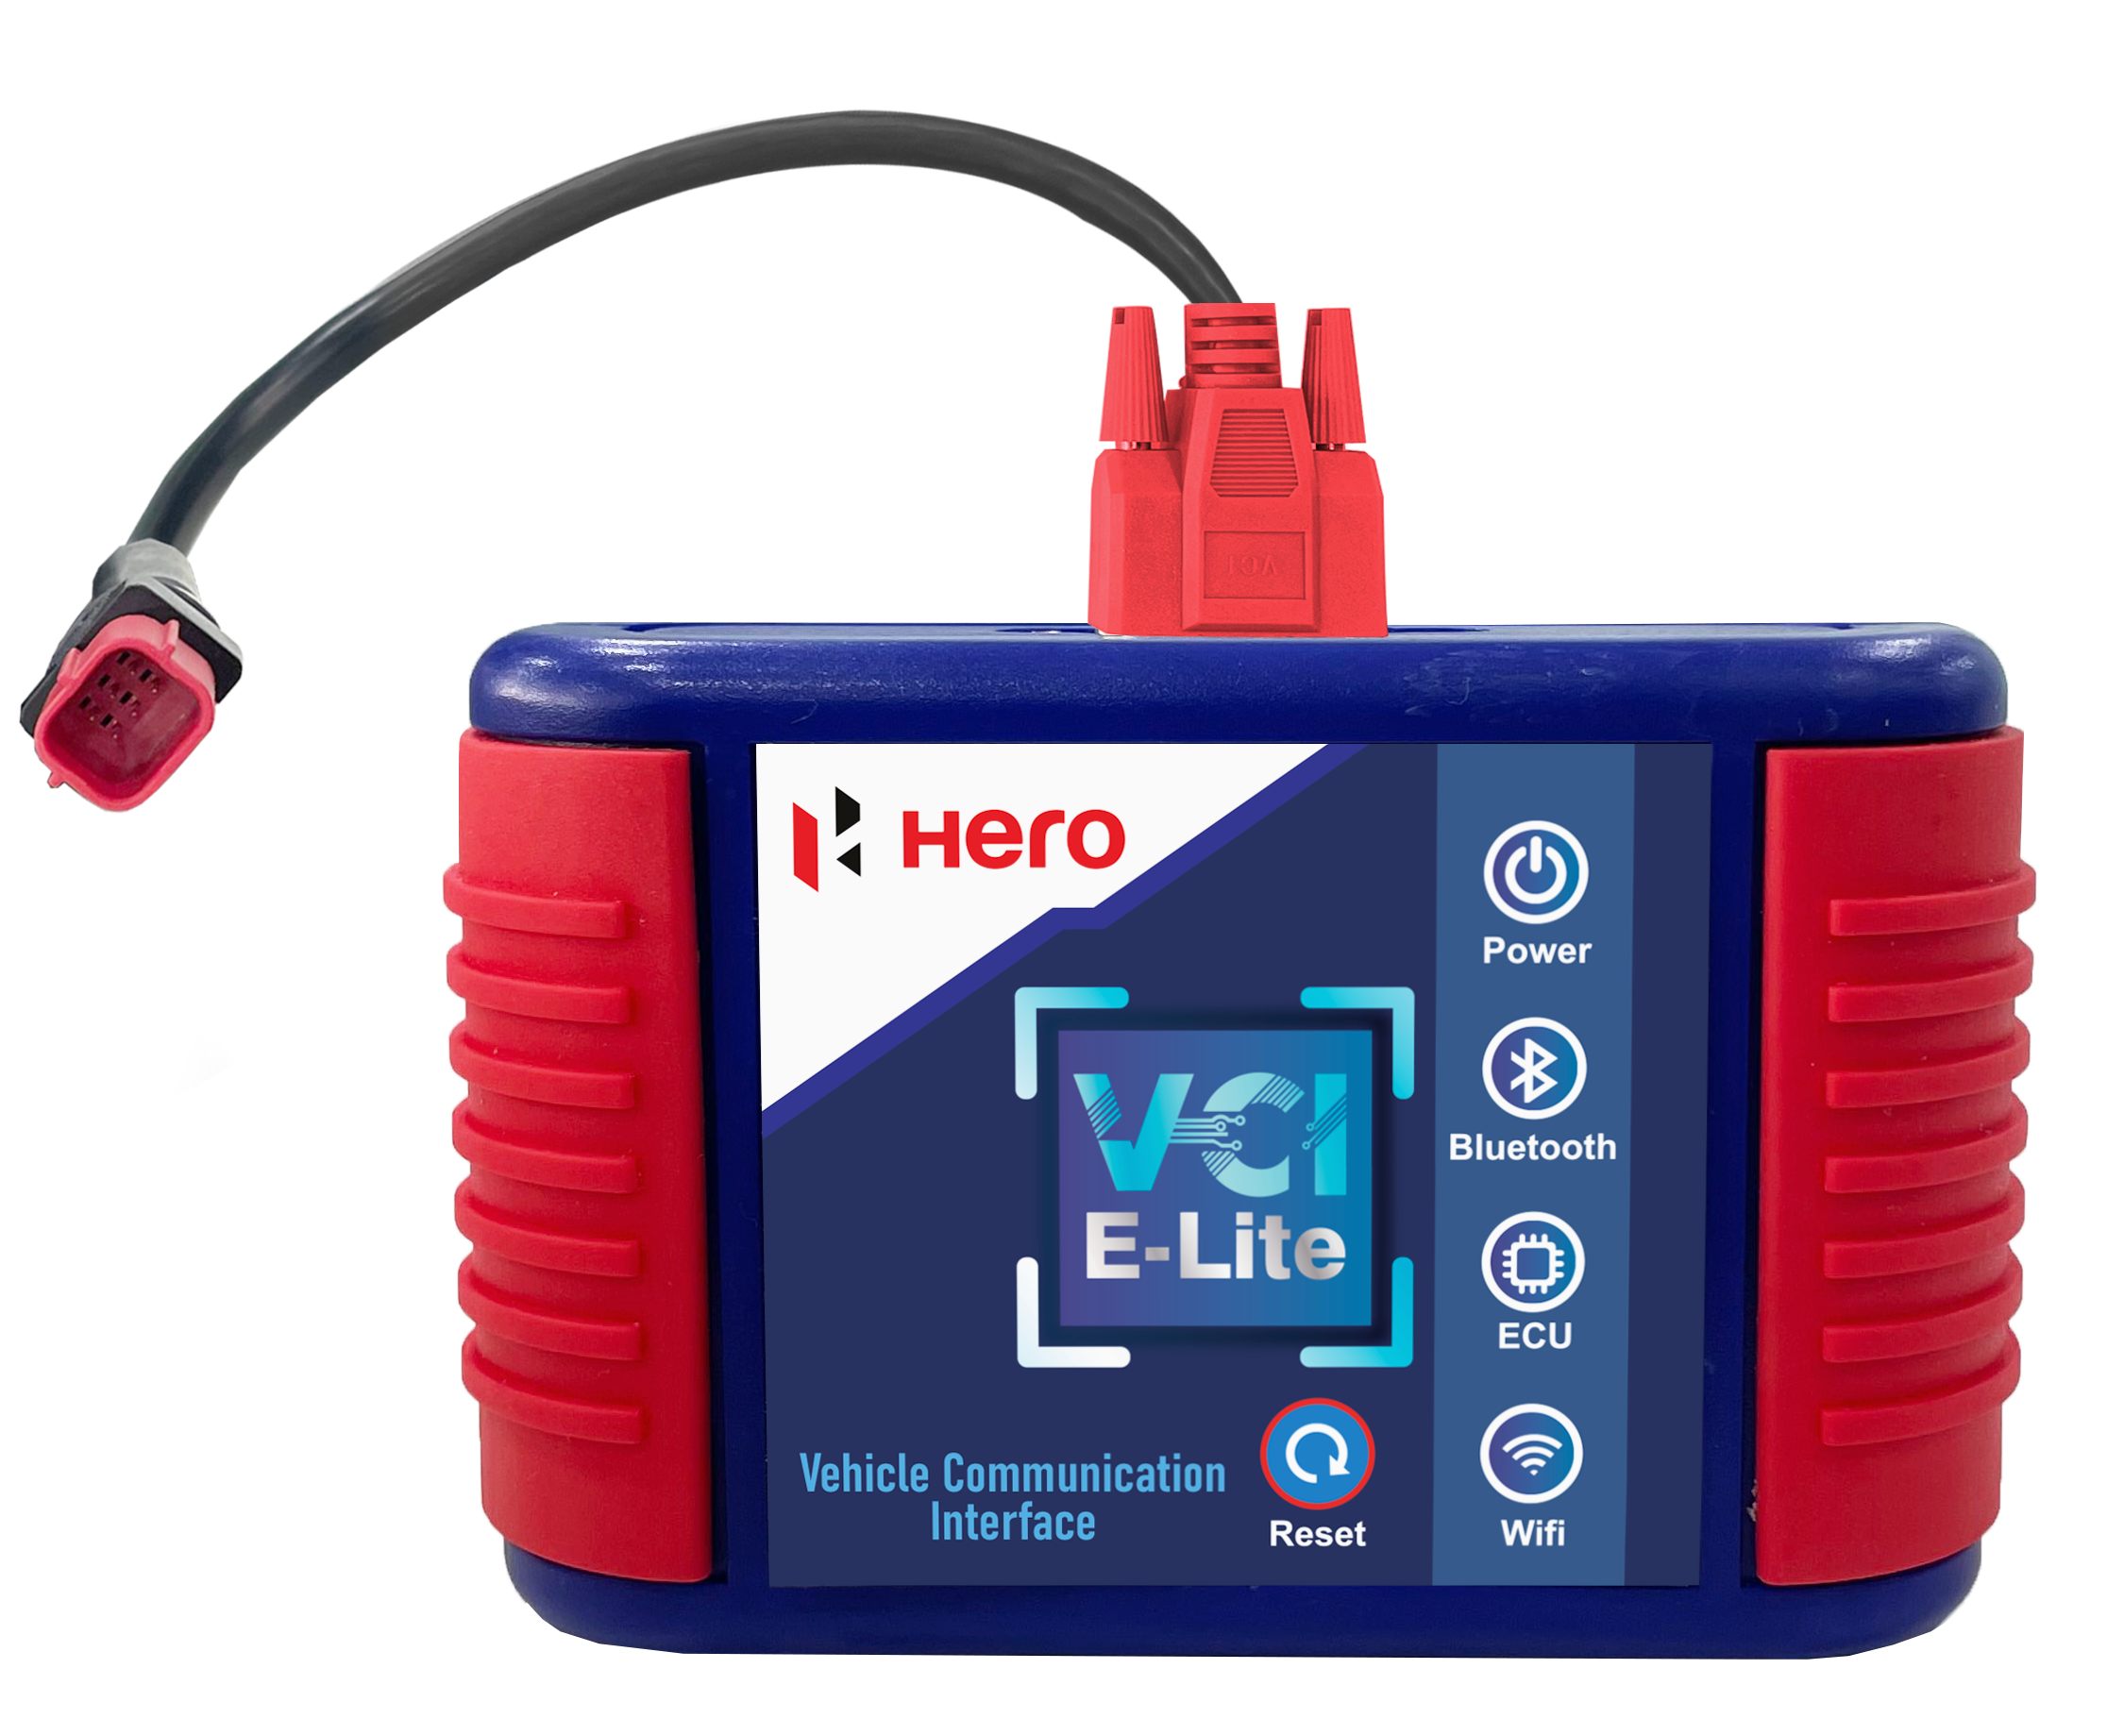 Hero
Power
Bluetooth
VCI
E-Lite
ECU
Vehicle Communication
Interface
Reset
Wifi